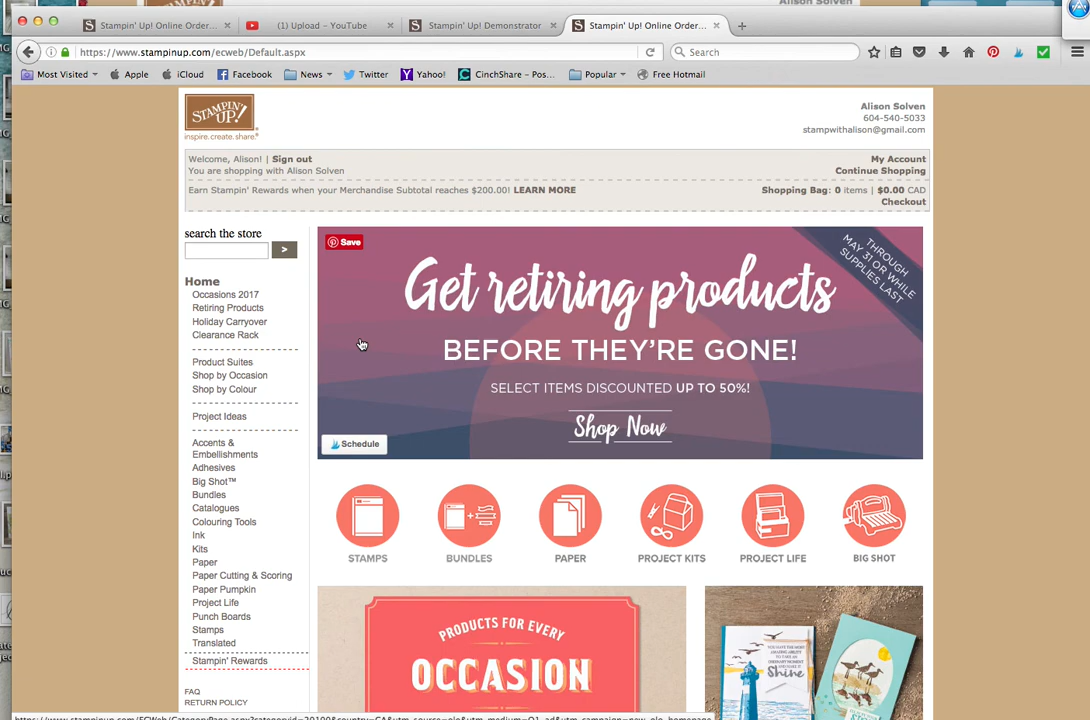 Alison Solven
Stampin' Up! Online Order...
(1) Upload - YouTube
Stampin' Up! Demonstrator
Stampin' Up! Online Order...
https://www.stampinup.com/ecweb/Default.aspx
Search
Most Visited
Apple
iCloud
Facebook
News
Twitter
Yahoo!
CinchShare – Pos...
Popular
Free Hotmail
STAMPIN' UP!
inspire.create.share.
Alison Solven
604-540-5033
stampwithalison@gmail.com
Welcome, Alison! | Sign out
You are shopping with Alison Solven
My Account
Continue Shopping
Earn Stampin' Rewards when your Merchandise Subtotal reaches $200.00! LEARN MORE
Shopping Bag: 0 items | $0.00 CAD
Checkout
search the store
>
Home
Occasions 2017
Retiring Products
Holiday Carryover
Clearance Rack
Product Suites
Shop by Occasion
Shop by Colour
Project Ideas
Accents &
Embellishments
Adhesives
Big Shot™
Bundles
Catalogues
Colouring Tools
Ink
Kits
Paper
Paper Cutting & Scoring
Paper Pumpkin
Project Life
Punch Boards
Stamps
Translated
Stampin' Rewards
FAQ
RETURN POLICY
Save
THROUGH
MAY 31 OR WHILE
SUPPLIES LAST
Get retiring products
BEFORE THEY'RE GONE!
SELECT ITEMS DISCOUNTED UP TO 50%!
Shop Now
Schedule
STAMPS
BUNDLES
PAPER
PROJECT KITS
PROJECT LIFE
BIG SHOT
PRODUCTS FOR EVERY
OCCASION
Shine